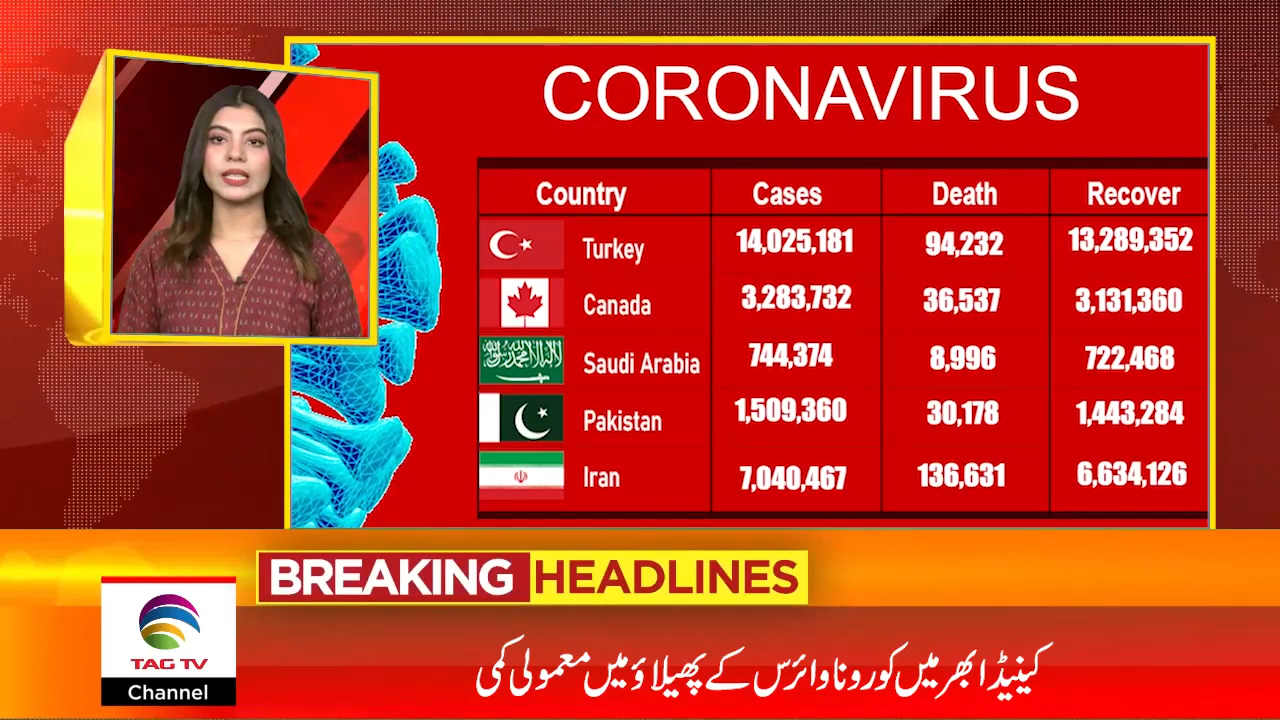 CORONAVIRUS
Country Cases Death Recover
Turkey 14,025,181 94,232 13,289,352
Canada 3,283,732 36,537 3,131,360
Saudi Arabia 744,374 8,996 722,468
Pakistan 1,509,360 30,178 1,443,284
Iran 7,040,467 136,631 6,634,126
BREAKING HEADLINES
TAG TV
Channel
کینیڈا بھر میں کورونا وائرس کے پھیلاؤ میں معمولی کمی